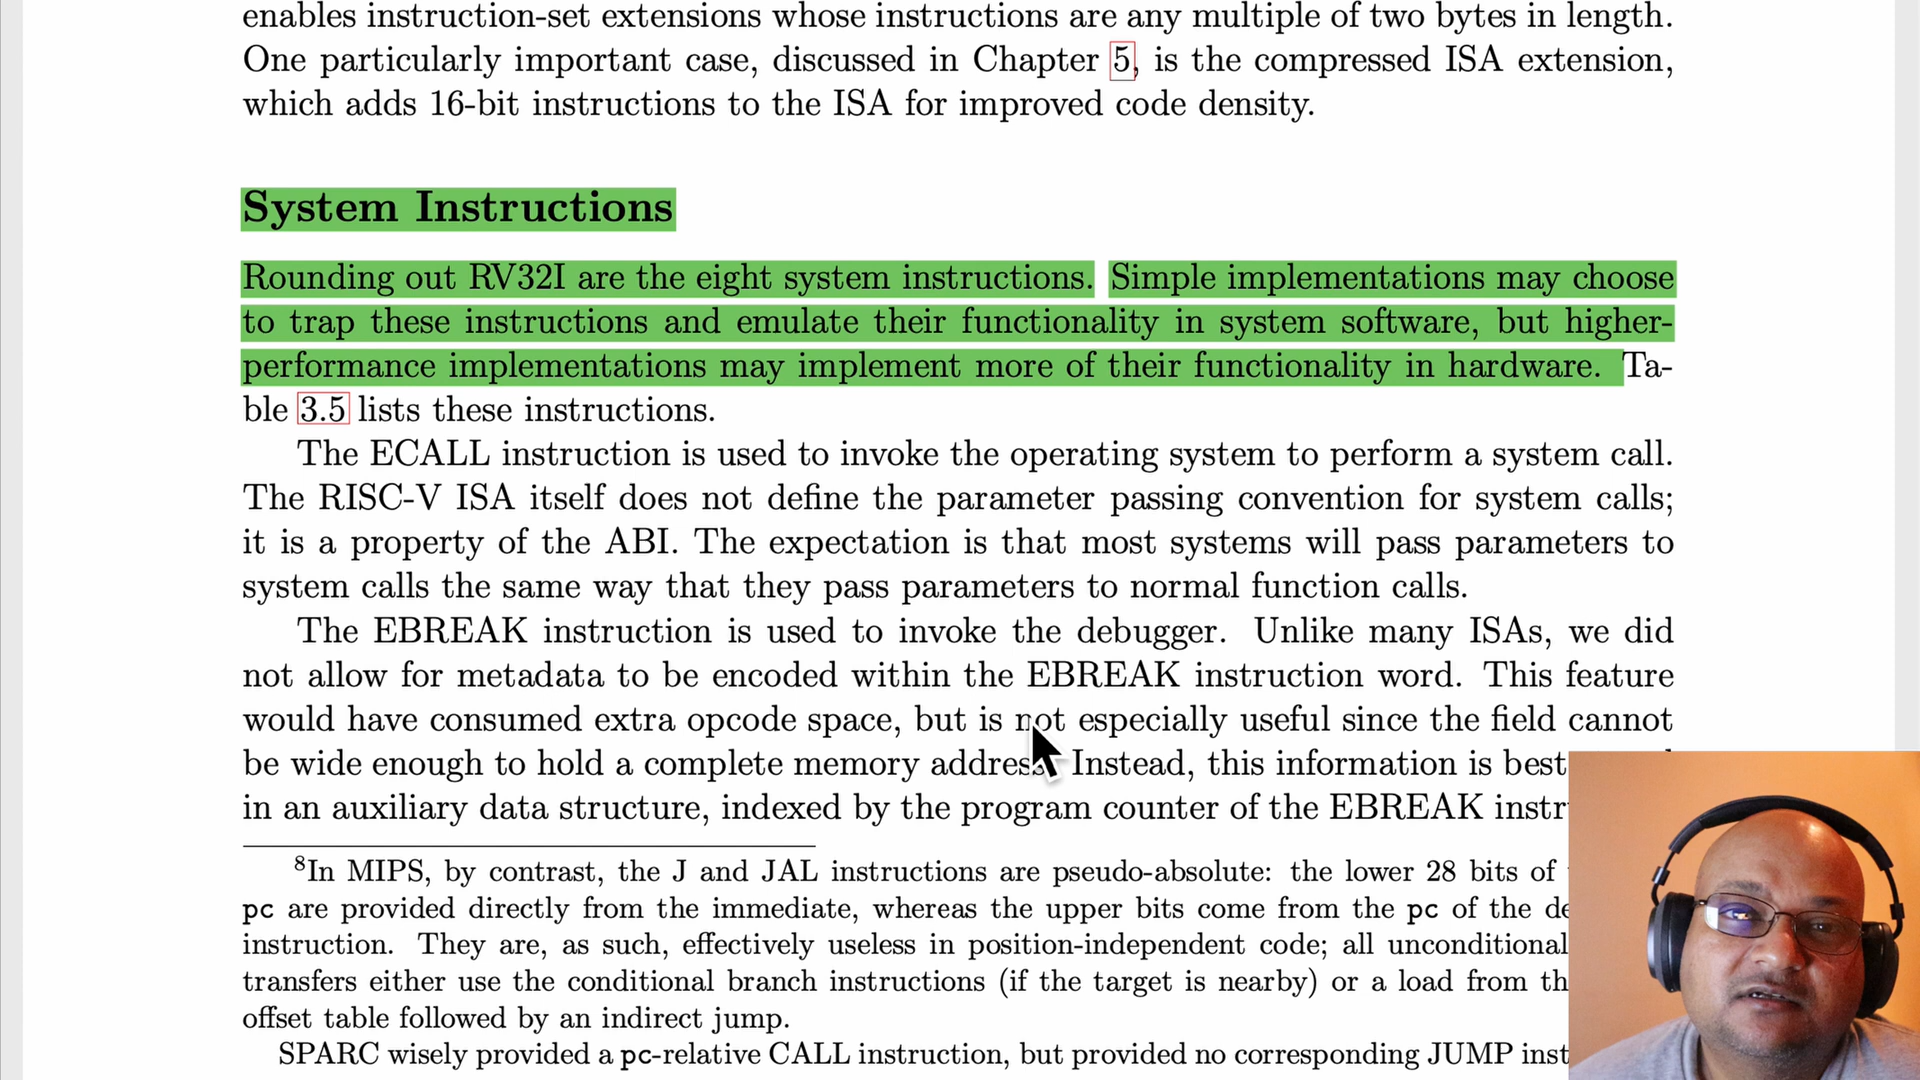 enables instruction-set extensions whose instructions are any multiple of two bytes in length.
One particularly important case, discussed in Chapter 5, is the compressed ISA extension,
which adds 16-bit instructions to the ISA for improved code density.
System Instructions
Rounding out RV32I are the eight system instructions. Simple implementations may choose
to trap these instructions and emulate their functionality in system software, but higher-
performance implementations may implement more of their functionality in hardware. Ta-
ble 3.5 lists these instructions.
The ECALL instruction is used to invoke the operating system to perform a system call.
The RISC-V ISA itself does not define the parameter passing convention for system calls;
it is a property of the ABI. The expectation is that most systems will pass parameters to
system calls the same way that they pass parameters to normal function calls.
The EBREAK instruction is used to invoke the debugger. Unlike many ISAs, we did
not allow for metadata to be encoded within the EBREAK instruction word. This feature
would have consumed extra opcode space, but is not especially useful since the field cannot
be wide enough to hold a complete memory address. Instead, this information is best
in an auxiliary data structure, indexed by the program counter of the EBREAK instr
8In MIPS, by contrast, the J and JAL instructions are pseudo-absolute: the lower 28 bits of
pc are provided directly from the immediate, whereas the upper bits come from the pc of the de
instruction. They are, as such, effectively useless in position-independent code; all unconditional
transfers either use the conditional branch instructions (if the target is nearby) or a load from th
offset table followed by an indirect jump.
SPARC wisely provided a pc-relative CALL instruction, but provided no corresponding JUMP inst